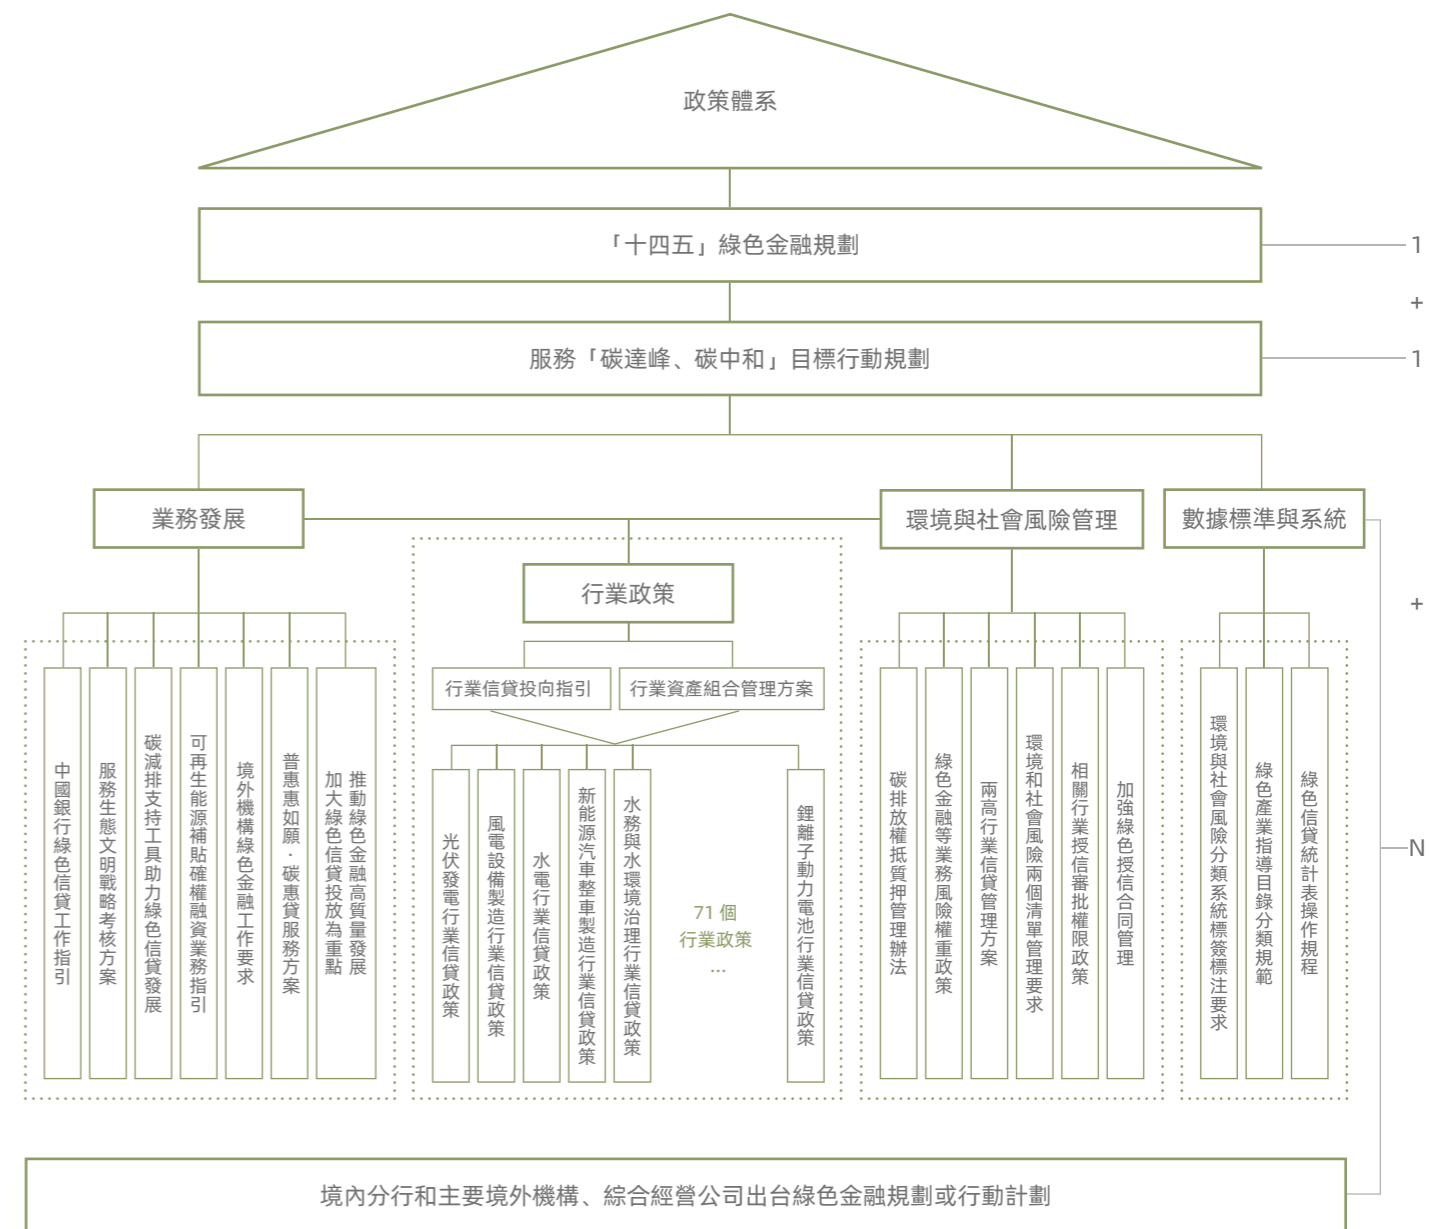 政策體系
「十四五」綠色金融規劃
1
+
服務「碳達峰、碳中和」目標行動規劃
1
業務發展
環境與社會風險管理
數據標準與系統
行業政策
+
行業信貸投向指引
行業資產組合管理方案
中國銀行綠色信貸工作指引
服務生態文明戰略考核方案
碳減排支持工具助力綠色信貸發展
可再生能源補貼確權融資業務指引
境外機構綠色金融工作要求
普惠惠如願·碳惠貸服務方案
推動綠色金融高質量發展
加大綠色信貸投放為重點
光伏發電行業信貸政策
風電設備製造行業信貸政策
水電行業信貸政策
新能源汽車整車製造行業信貸政策
水務與水環境治理行業信貸政策
71 個
行業政策
...
鋰離子動力電池行業信貸政策
碳排放權抵質押管理辦法
綠色金融等業務風險權重政策
兩高行業信貸管理方案
環境和社會風險兩個清單管理要求
相關行業授信審批權限政策
加強綠色授信合同管理
環境與社會風險分類系統標簽標注要求
綠色產業指導目錄分類規範
綠色信貸統計表操作規程
N
境內分行和主要境外機構、綜合經營公司出台綠色金融規劃或行動計劃